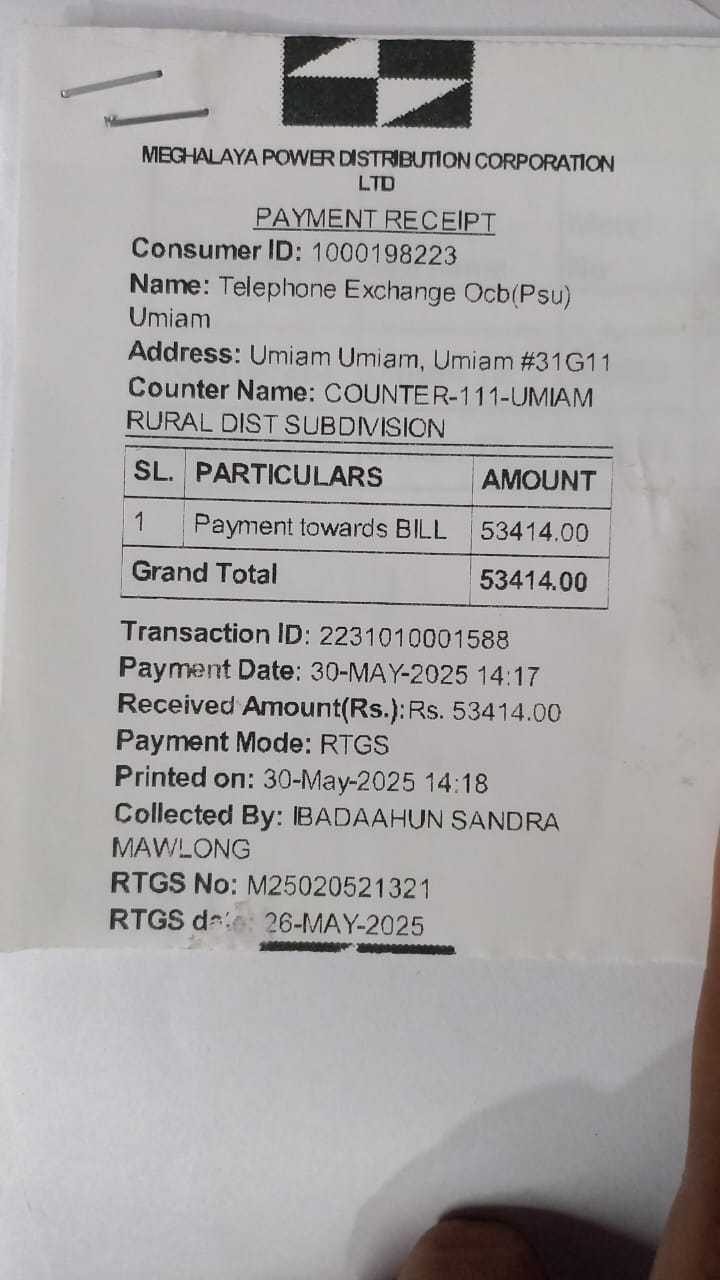 MEGHALAYA POWER DISTRIBUTION CORPORATION
LTD
PAYMENT RECEIPT
Consumer ID: 1000198223
Name: Telephone Exchange Ocb(Psu)
Umiam
Address: Umiam Umiam, Umiam #31G11
Counter Name: COUNTER-111-UMIAM
RURAL DIST SUBDIVISION
SL. PARTICULARS AMOUNT
1 Payment towards BILL 53414.00
Grand Total 53414.00
Transaction ID: 2231010001588
Payment Date: 30-MAY-2025 14:17
Received Amount(Rs.):Rs. 53414.00
Payment Mode: RTGS
Printed on: 30-May-2025 14:18
Collected By: IBADAAHUN SANDRA
MAWLONG
RTGS No: M25020521321
RTGS date: 26-MAY-2025